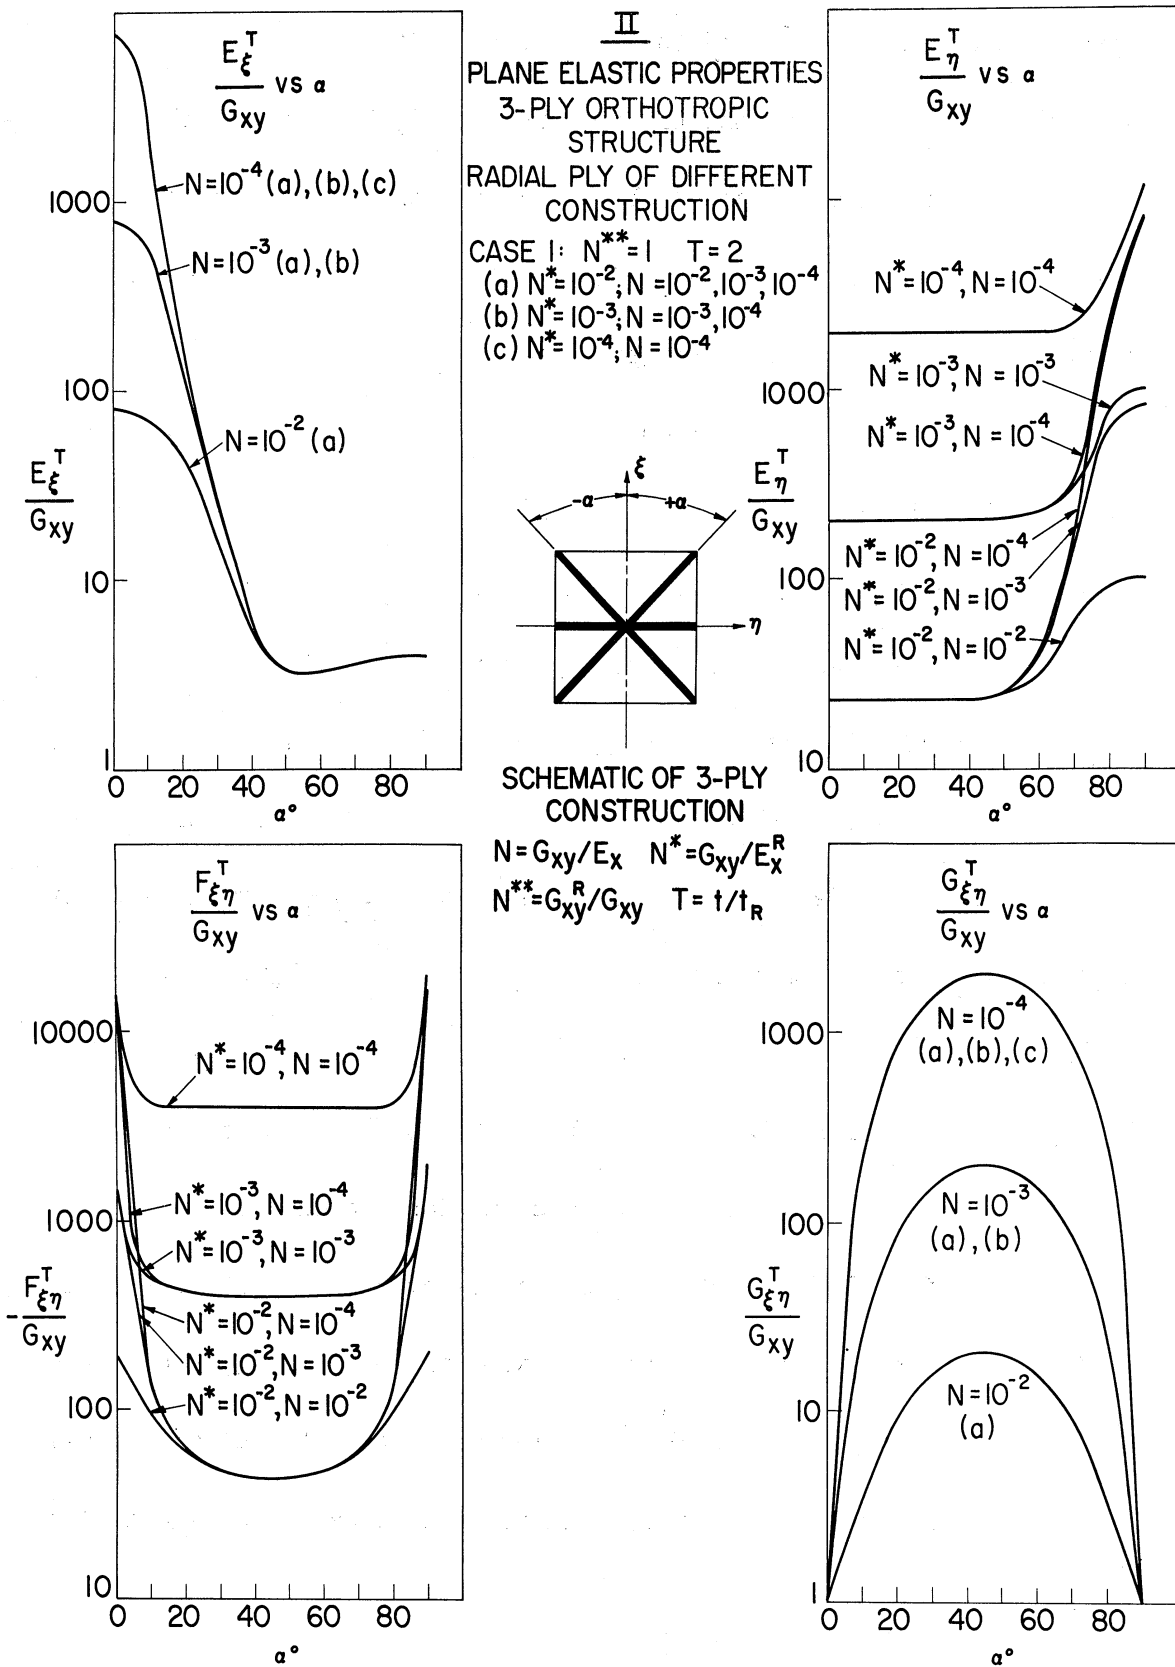 II
PLANE ELASTIC PROPERTIES
3-PLY ORTHOTROPIC
STRUCTURE
RADIAL PLY OF DIFFERENT
CONSTRUCTION
CASE I: N**=1 T=2
(a) N*=10⁻²; N=10⁻²,10⁻³,10⁻⁴
(b) N*=10⁻³; N=10⁻³,10⁻⁴
(c) N*=10⁻⁴; N=10⁻⁴
E_ξ^T / G_xy vs α
N=10⁻⁴ (a),(b),(c)
N=10⁻³ (a),(b)
N=10⁻² (a)
E_ξ^T / G_xy
1000
100
10
1
0 20 40 60 80
α°
E_η^T / G_xy vs α
N*=10⁻⁴, N=10⁻⁴
N*=10⁻³, N=10⁻³
N*=10⁻³, N=10⁻⁴
N*=10⁻², N=10⁻⁴
N*=10⁻², N=10⁻³
N*=10⁻², N=10⁻²
E_η^T / G_xy
1000
100
10
0 20 40 60 80
α°
ξ
-α +α
η
SCHEMATIC OF 3-PLY
CONSTRUCTION
N=G_xy/E_x N*=G_xy/E_x^R
N**=G_xy^R/G_xy T=t/t_R
F_ξη^T / G_xy vs α
10000
N*=10⁻⁴, N=10⁻⁴
N*=10⁻³, N=10⁻⁴
1000
N*=10⁻³, N=10⁻³
-F_ξη^T / G_xy
N*=10⁻², N=10⁻⁴
N*=10⁻², N=10⁻³
N*=10⁻², N=10⁻²
100
10
0 20 40 60 80
α°
G_ξη^T / G_xy vs α
N=10⁻⁴
(a),(b),(c)
1000
N=10⁻³
(a),(b)
100
G_ξη^T / G_xy
N=10⁻²
(a)
10
1
0 20 40 60 80
α°